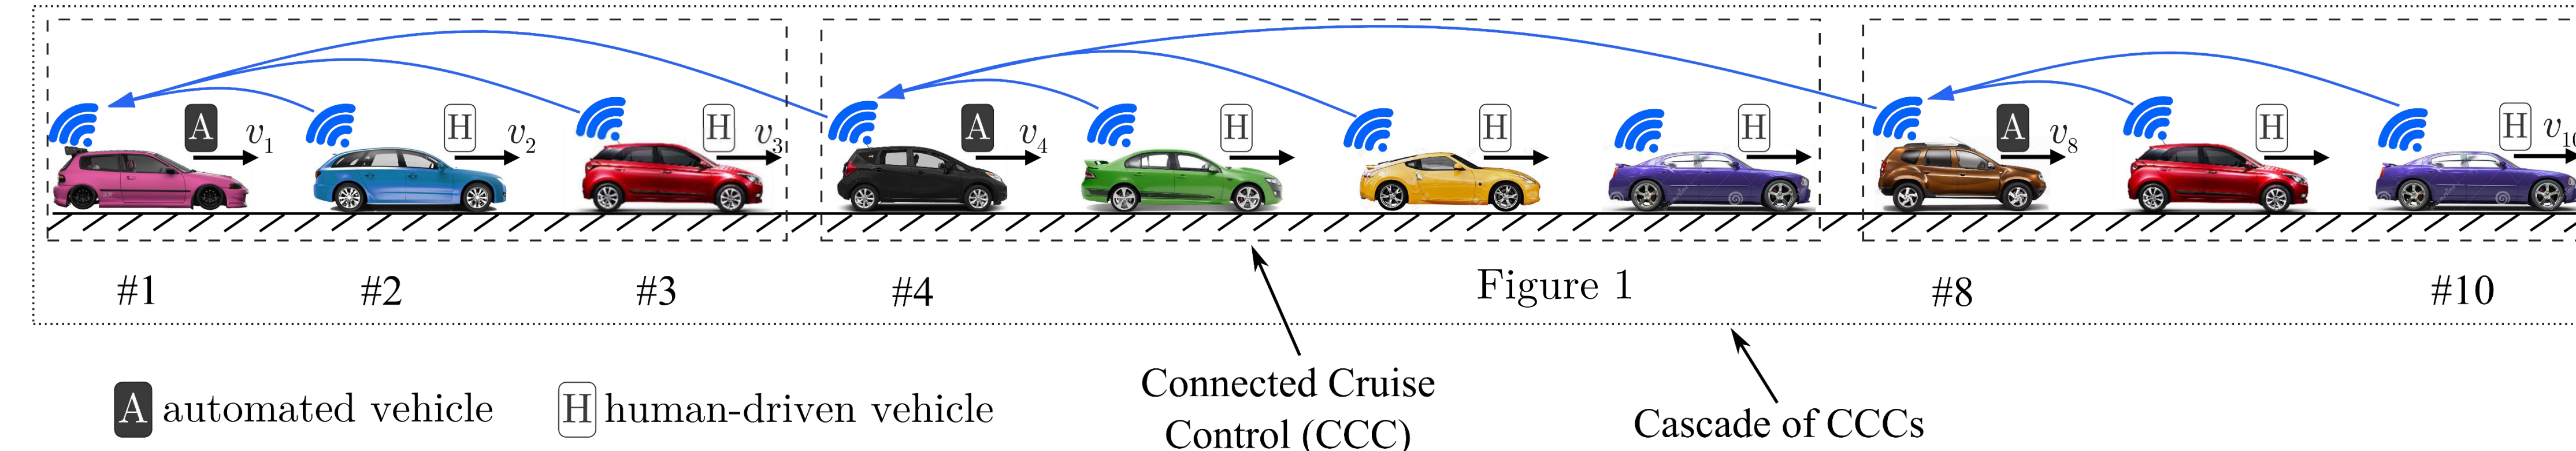 A v₁ H v₂ H v₃ A v₄ H H H A v₈ H H v₁₀
#1 #2 #3 #4 Figure 1 #8 #10
A automated vehicle H human-driven vehicle
Connected Cruise
Control (CCC)
Cascade of CCCs